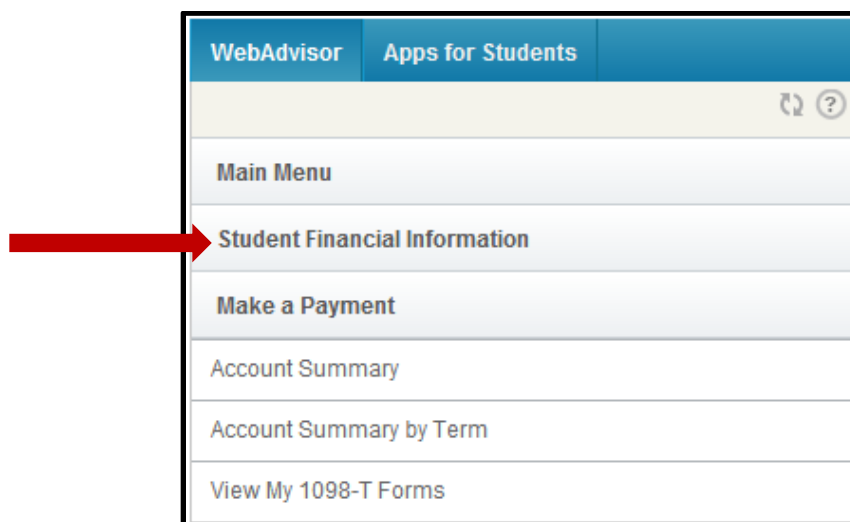 WebAdvisor Apps for Students
Main Menu
Student Financial Information
Make a Payment
Account Summary
Account Summary by Term
View My 1098-T Forms